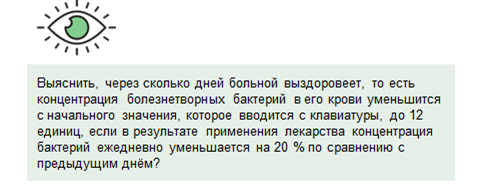 Выяснить, через сколько дней больной выздоровеет, то есть
концентрация болезнетворных бактерий в его крови уменьшится
с начального значения, которое вводится с клавиатуры, до 12
единиц, если в результате применения лекарства концентрация
бактерий ежедневно уменьшается на 20 % по сравнению с
предыдущим днём?